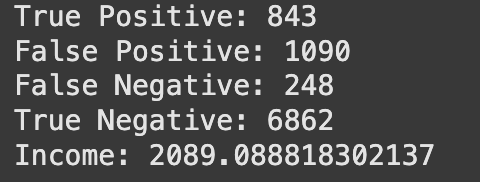 True Positive: 843
False Positive: 1090
False Negative: 248
True Negative: 6862
Income: 2089.088818302137